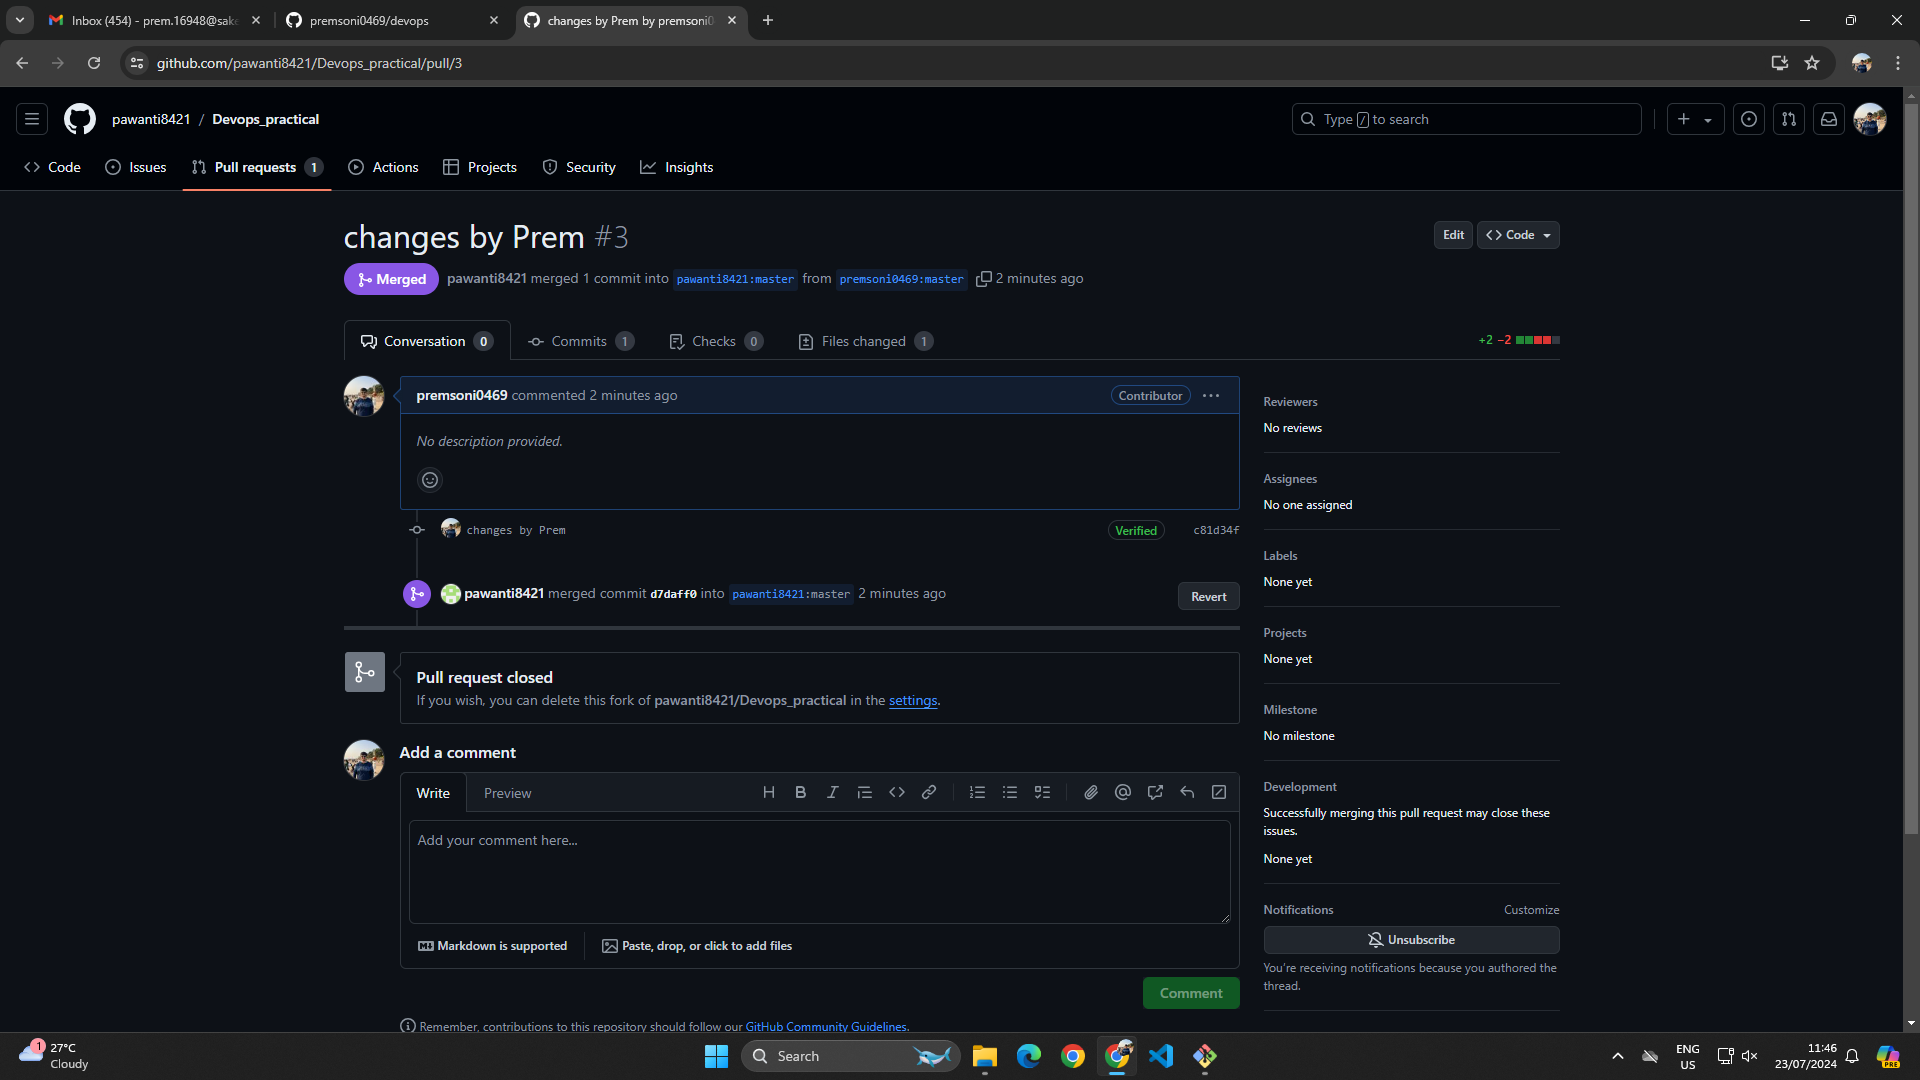 Inbox (454) - prem.16948@sake
premsoni0469/devops
changes by Prem by premsoni0
github.com/pawanti8421/Devops_practical/pull/3
pawanti8421 / Devops_practical
Type / to search
Code
Issues
Pull requests 1
Actions
Projects
Security
Insights
changes by Prem #3
Edit
Code
Merged
pawanti8421 merged 1 commit into pawanti8421:master from premsoni0469:master 2 minutes ago
Conversation 0
Commits 1
Checks 0
Files changed 1
+2 −2
premsoni0469 commented 2 minutes ago
Contributor
No description provided.
changes by Prem
Verified
c81d34f
pawanti8421 merged commit d7daff0 into pawanti8421:master 2 minutes ago
Revert
Pull request closed
If you wish, you can delete this fork of pawanti8421/Devops_practical in the settings.
Add a comment
Write
Preview
Add your comment here...
Markdown is supported
Paste, drop, or click to add files
Comment
Remember, contributions to this repository should follow our GitHub Community Guidelines.
Reviewers
No reviews
Assignees
No one assigned
Labels
None yet
Projects
None yet
Milestone
No milestone
Development
Successfully merging this pull request may close these
issues.
None yet
Notifications
Customize
Unsubscribe
You're receiving notifications because you authored the
thread.
1
27°C
Cloudy
Search
ENG
US
11:46
23/07/2024
PRE